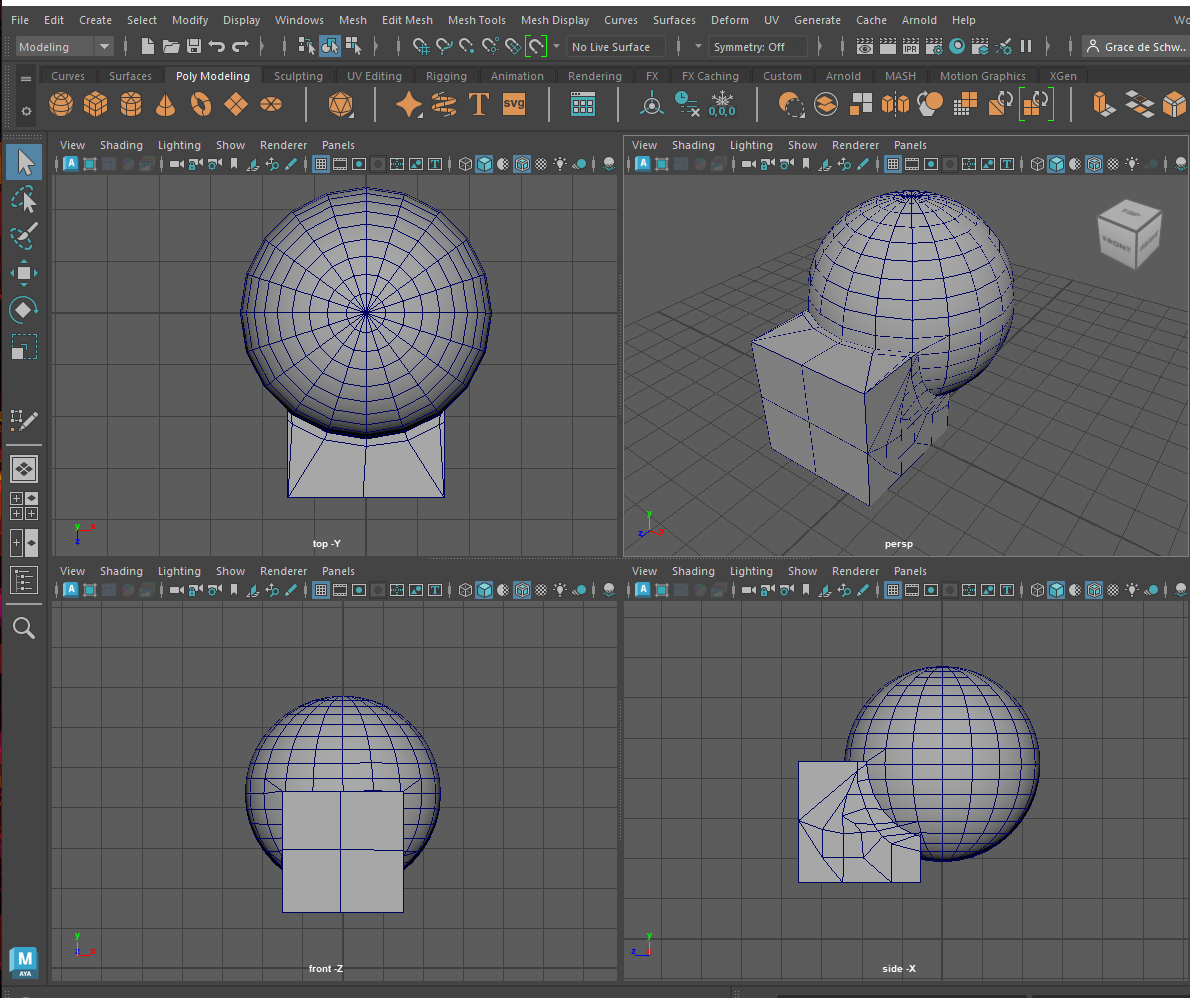 File Edit Create Select Modify Display Windows Mesh Edit Mesh Mesh Tools Mesh Display Curves Surfaces Deform UV Generate Cache Arnold Help Wo
Modeling No Live Surface Symmetry: Off IPR Grace de Schw..
Curves Surfaces Poly Modeling Sculpting UV Editing Rigging Animation Rendering FX FX Caching Custom Arnold MASH Motion Graphics XGen
T svg 0,0,0
View Shading Lighting Show Renderer Panels
View Shading Lighting Show Renderer Panels
A T
A T
TOP
FRONT
y x z
top -Y
y z x
persp
View Shading Lighting Show Renderer Panels
View Shading Lighting Show Renderer Panels
A T
A T
y z x
front -Z
y z
side -X
M
AYA